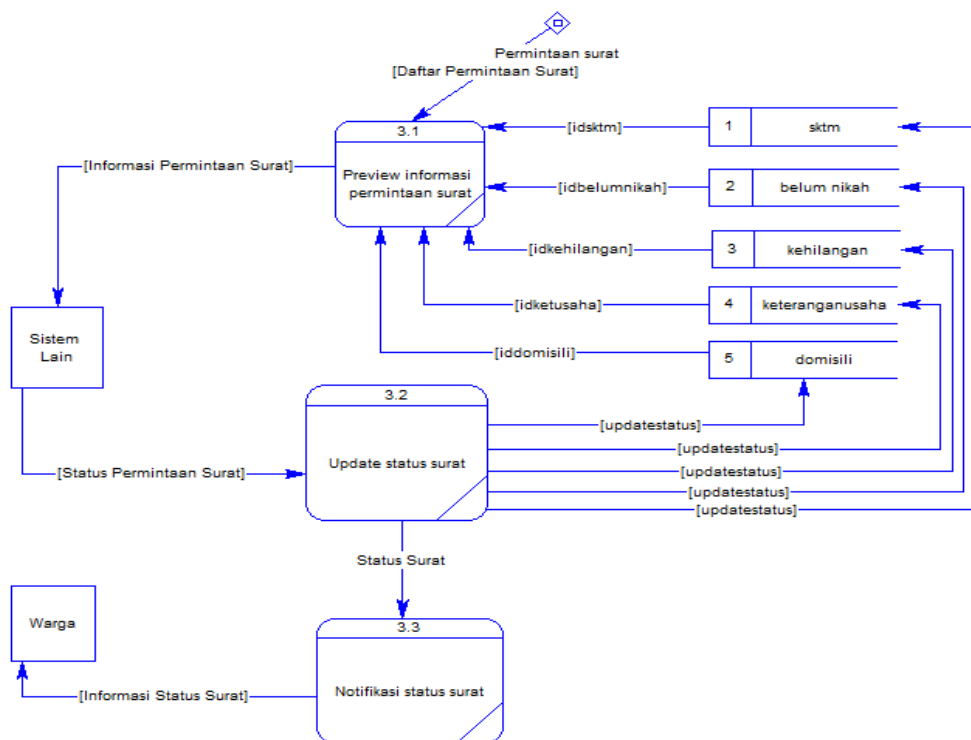 Permintaan surat
[Daftar Permintaan Surat]
3.1
Preview informasi
permintaan surat
[idsktm]
1
sktm
[Informasi Permintaan Surat]
[idbelumnikah]
2
belum nikah
[idkehilangan]
3
kehilangan
[idketusaha]
4
keteranganusaha
Sistem
Lain
[iddomisili]
5
domisili
3.2
Update status surat
[updatestatus]
[updatestatus]
[updatestatus]
[updatestatus]
[updatestatus]
[Status Permintaan Surat]
Status Surat
Warga
3.3
Notifikasi status surat
[Informasi Status Surat]